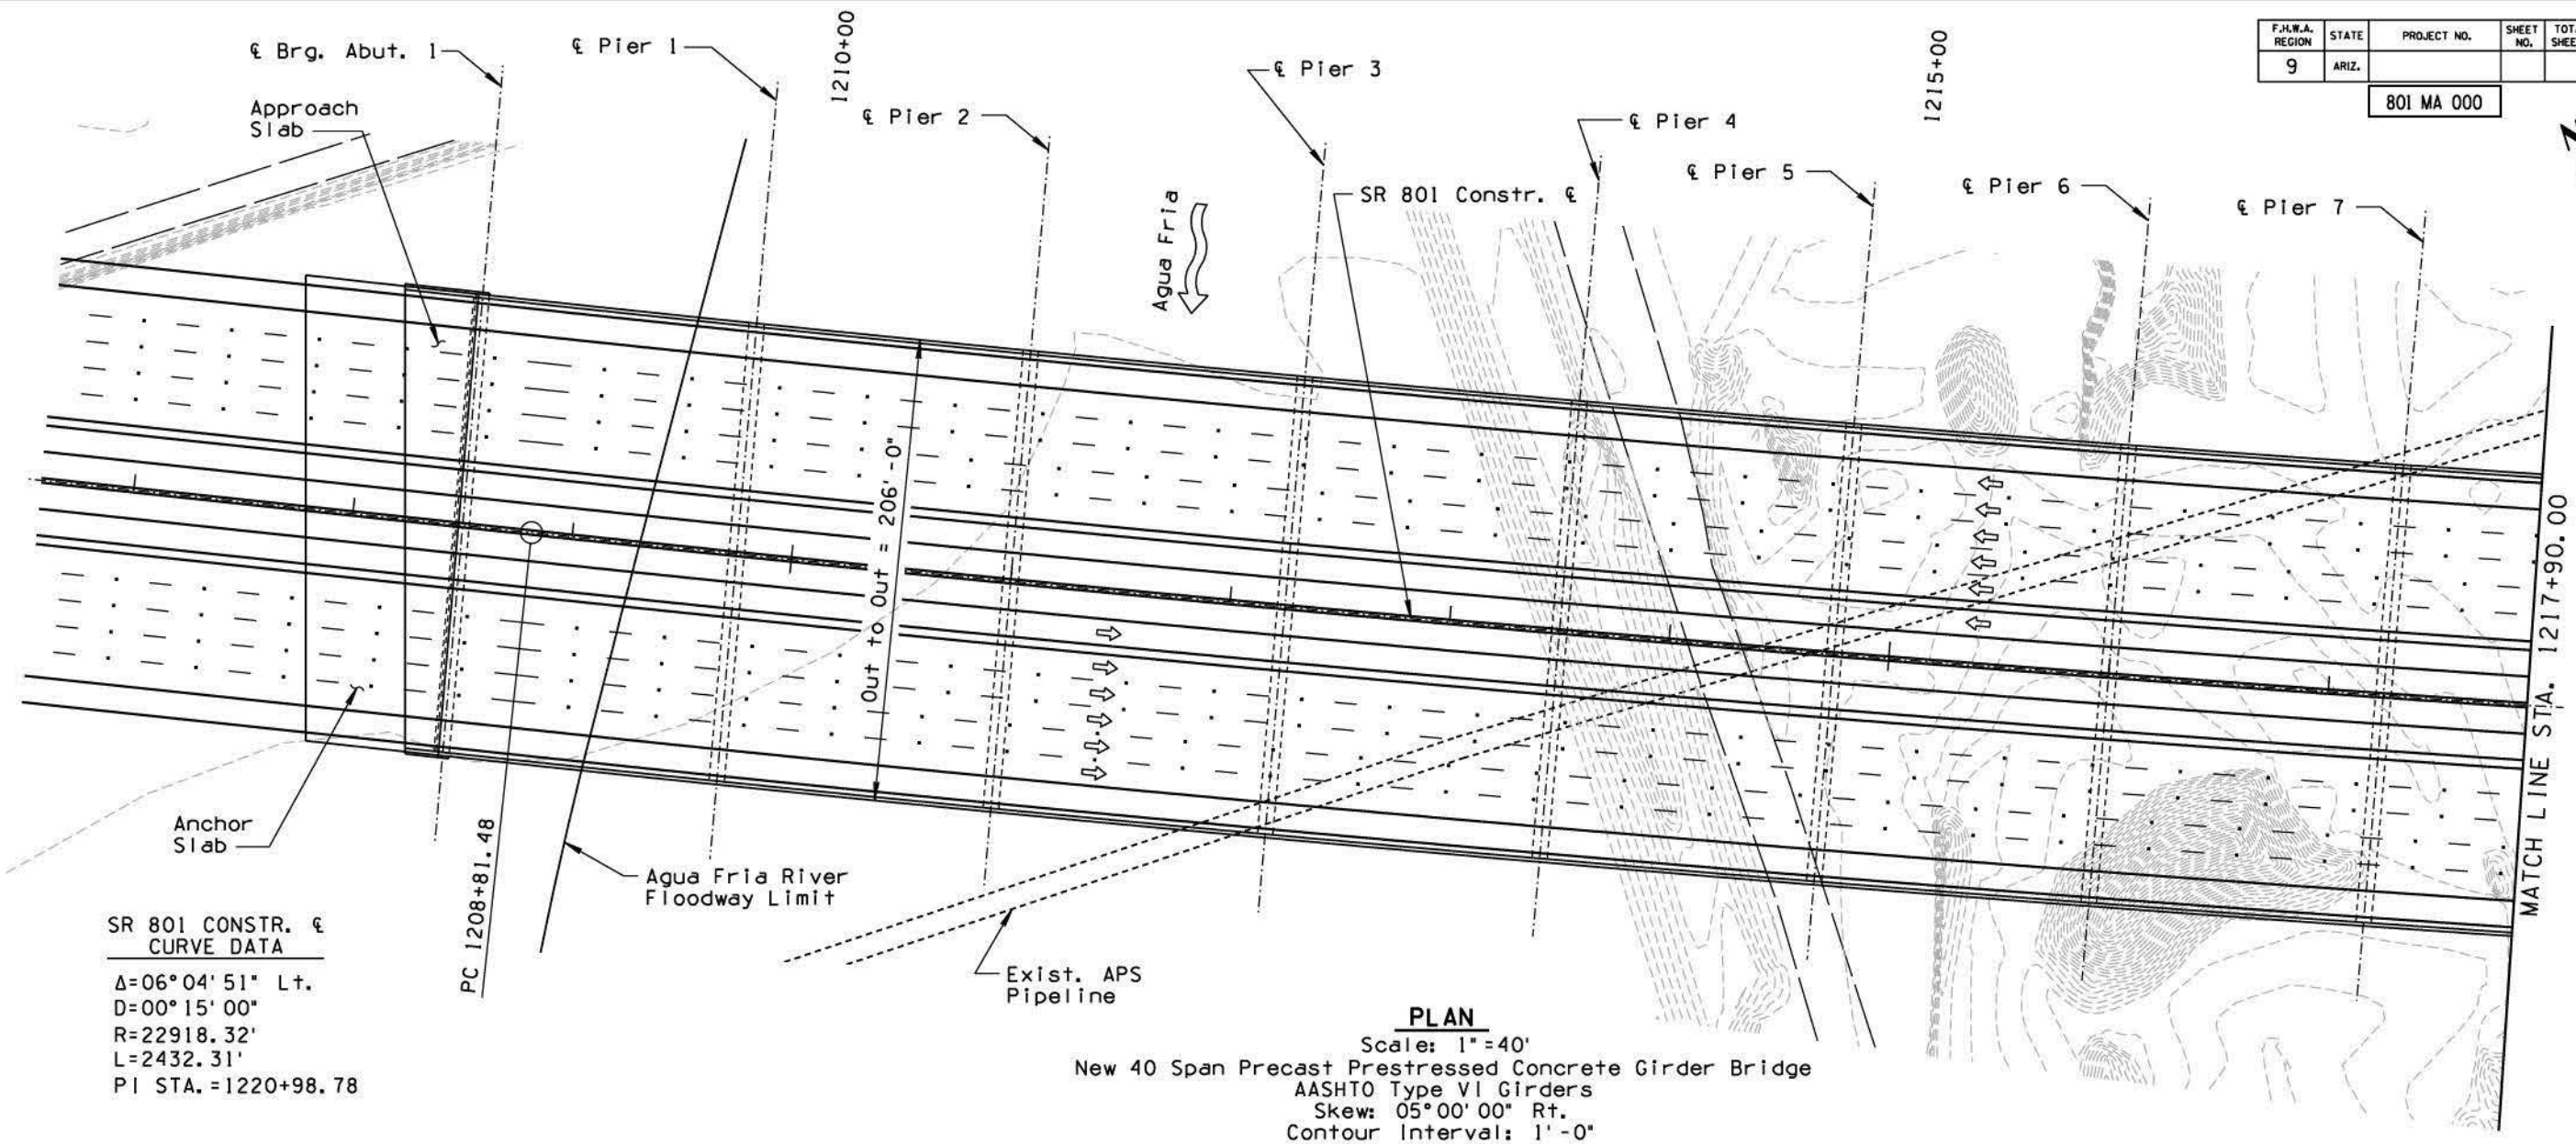 ℄ Brg. Abut. 1
℄ Pier 1
1210+00
℄ Pier 2
℄ Pier 3
℄ Pier 4
℄ Pier 5
1215+00
℄ Pier 6
℄ Pier 7
F.H.W.A. REGION
STATE
PROJECT NO.
SHEET NO.
9
ARIZ.
801 MA 000
Approach
Slab
Agua Fria
SR 801 Constr. ℄
Out to Out = 206'-0"
MATCH LINE STA. 1217+90.00
Anchor
Slab
PC 1208+81.48
Agua Fria River
Floodway Limit
Exist. APS
Pipeline
SR 801 CONSTR. ℄
CURVE DATA
Δ=06°04'51" Lt.
D=00°15'00"
R=22918.32'
L=2432.31'
PI STA.=1220+98.78
PLAN
Scale: 1"=40'
New 40 Span Precast Prestressed Concrete Girder Bridge
AASHTO Type VI Girders
Skew: 05°00'00" Rt.
Contour Interval: 1'-0"